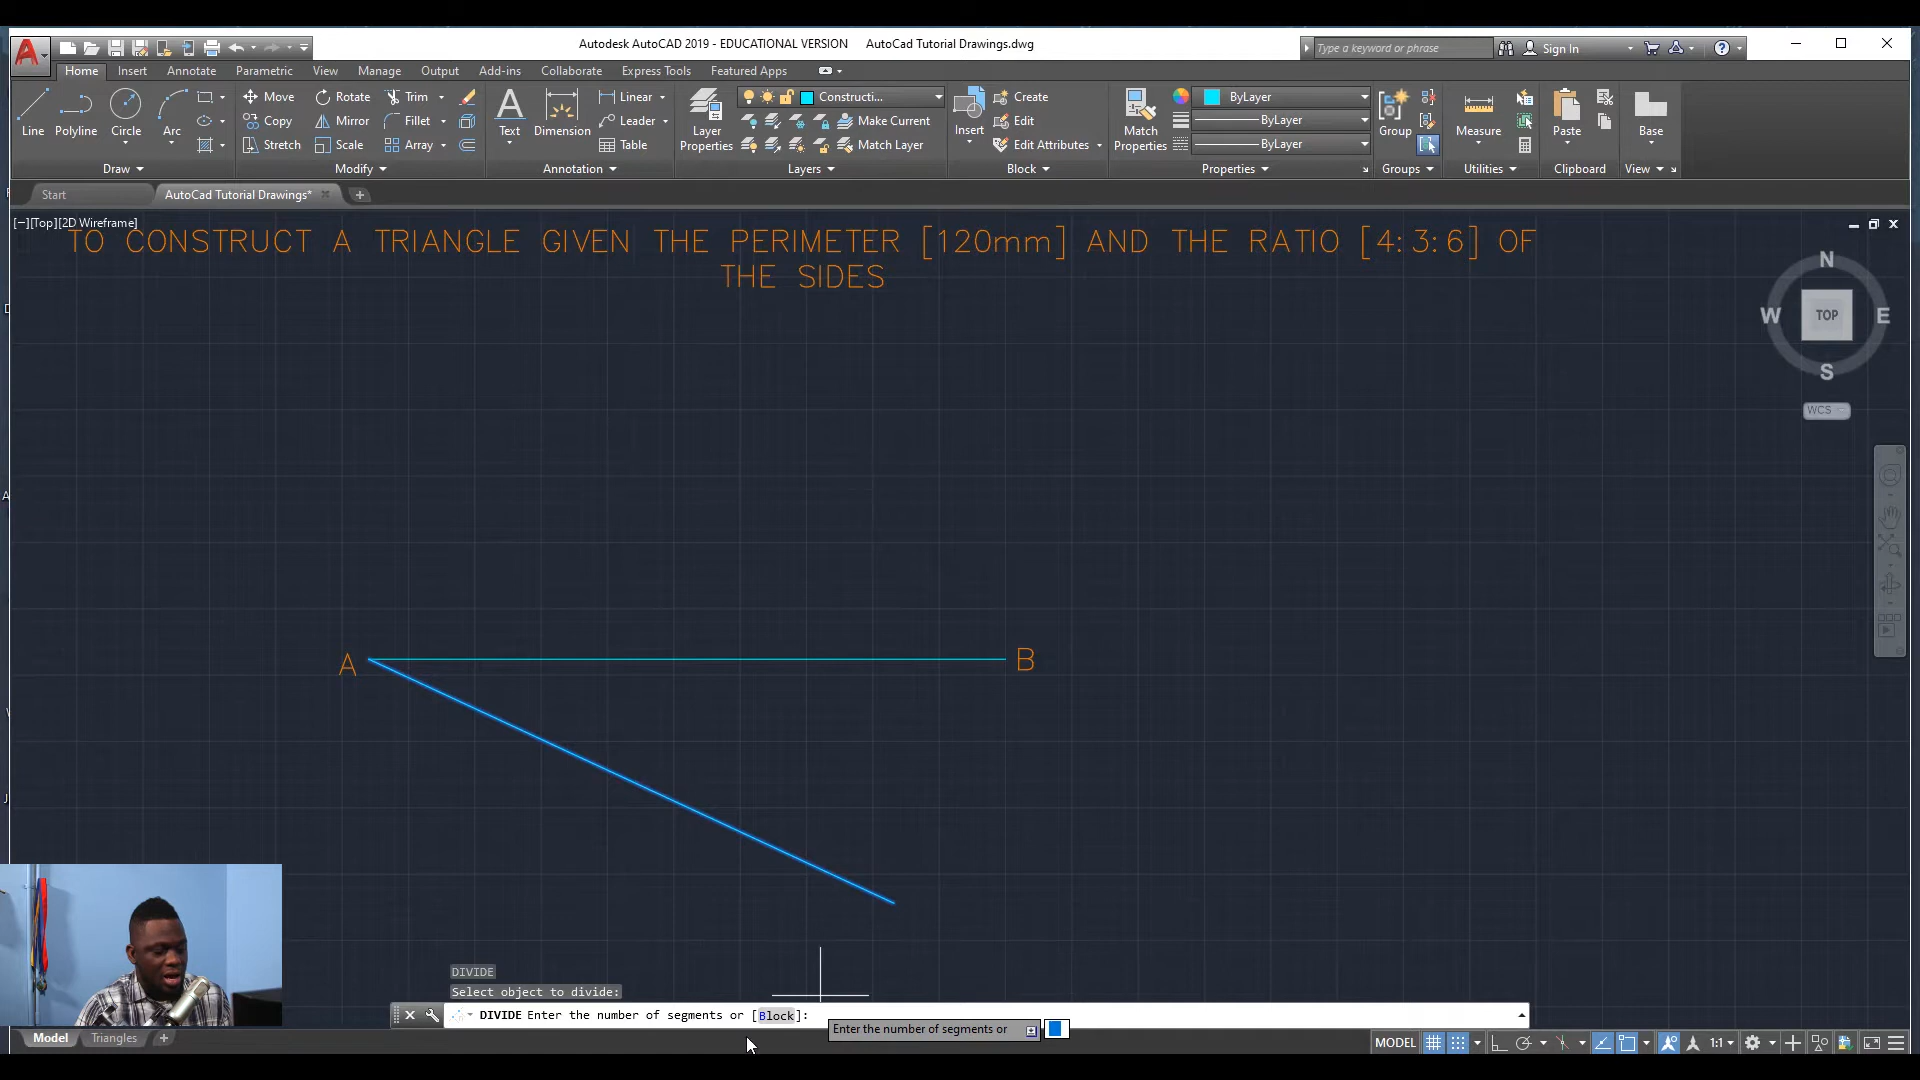 Autodesk AutoCAD 2019 - EDUCATIONAL VERSION AutoCad Tutorial Drawings.dwg
Type a keyword or phrase
Sign In
Home Insert Annotate Parametric View Manage Output Add-ins Collaborate Express Tools Featured Apps
Line Polyline Circle Arc
Move Rotate Trim
Copy Mirror Fillet
Stretch Scale Array
Text Dimension
Linear
Leader
Table
Layer Properties
Constructi...
Make Current
Match Layer
Insert
Create
Edit
Edit Attributes
Match Properties
ByLayer
ByLayer
ByLayer
Group
Measure
Paste
Base
Draw Modify Annotation Layers Block Properties Groups Utilities Clipboard View
Start AutoCad Tutorial Drawings*
[−][Top][2D Wireframe]
TO CONSTRUCT A TRIANGLE GIVEN THE PERIMETER [120mm] AND THE RATIO [4:3:6] OF
THE SIDES
N
W TOP E
S
WCS
A B
DIVIDE
Select object to divide:
DIVIDE Enter the number of segments or [Block]:
Enter the number of segments or
Model Triangles
MODEL 1:1